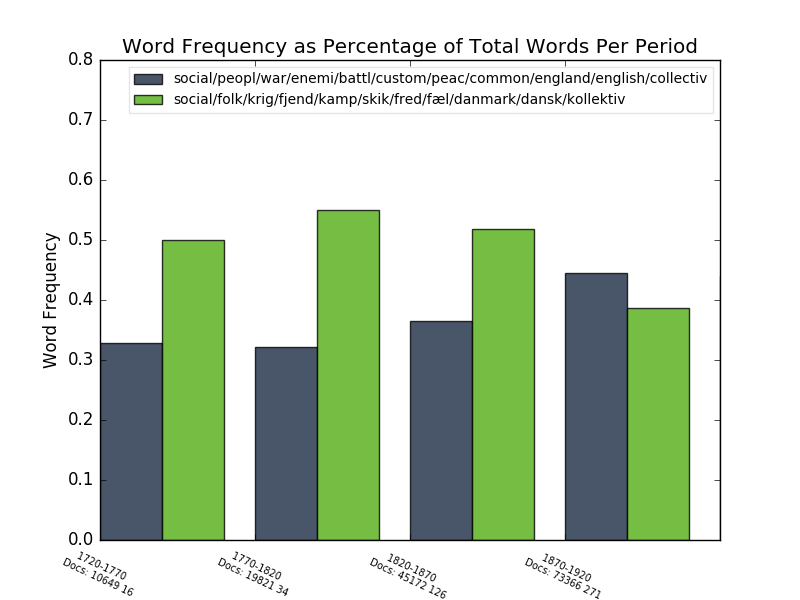 Word Frequency as Percentage of Total Words Per Period
social/peopl/war/enemi/battl/custom/peac/common/england/english/collectiv
social/folk/krig/fjend/kamp/skik/fred/fæl/danmark/dansk/kollektiv
Word Frequency
0.8
0.7
0.6
0.5
0.4
0.3
0.2
0.1
0.0
1720-1770
Docs: 10649 16
1770-1820
Docs: 19821 34
1820-1870
Docs: 45172 126
1870-1920
Docs: 73366 271